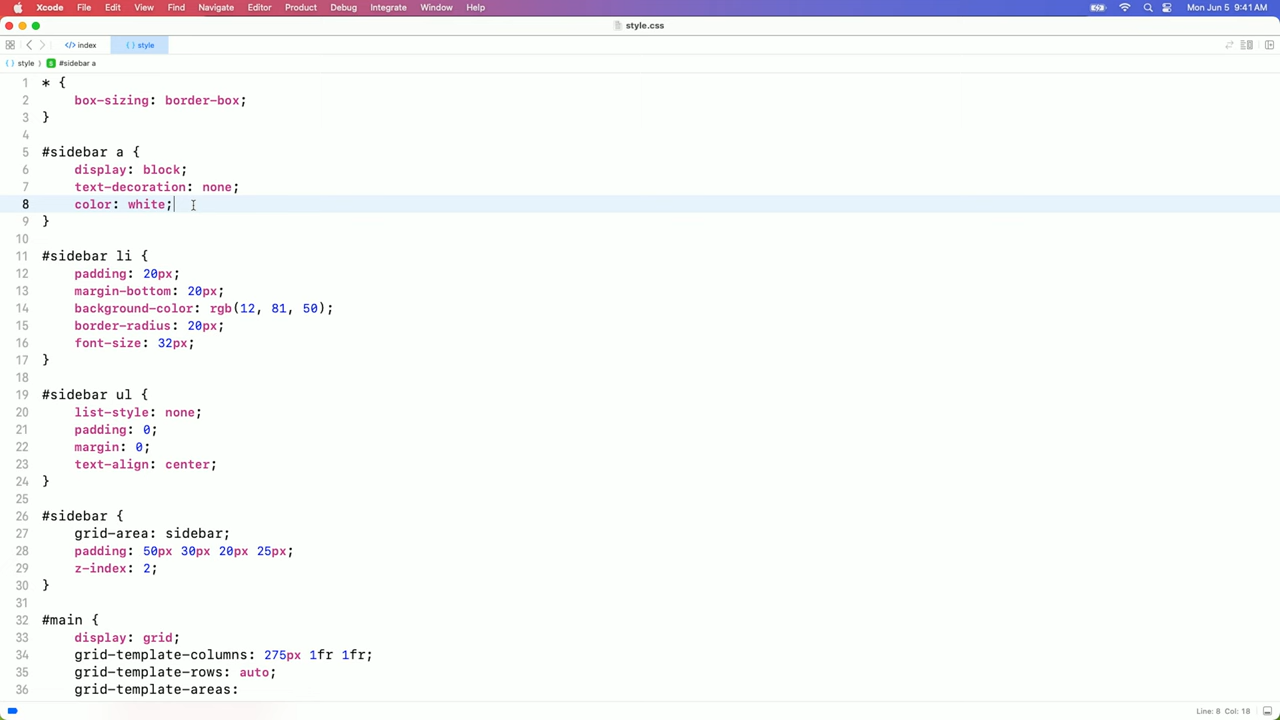 Xcode File Edit View Find Navigate Editor Product Debug Integrate Window Help Mon Jun 5 9:41 AM
style.css
</> index { } style
{ } style > S #sidebar a
1 * {
2 box-sizing: border-box;
3 }
4
5 #sidebar a {
6 display: block;
7 text-decoration: none;
8 color: white;
9 }
10
11 #sidebar li {
12 padding: 20px;
13 margin-bottom: 20px;
14 background-color: rgb(12, 81, 50);
15 border-radius: 20px;
16 font-size: 32px;
17 }
18
19 #sidebar ul {
20 list-style: none;
21 padding: 0;
22 margin: 0;
23 text-align: center;
24 }
25
26 #sidebar {
27 grid-area: sidebar;
28 padding: 50px 30px 20px 25px;
29 z-index: 2;
30 }
31
32 #main {
33 display: grid;
34 grid-template-columns: 275px 1fr 1fr;
35 grid-template-rows: auto;
36 grid-template-areas:
Line: 8 Col: 18